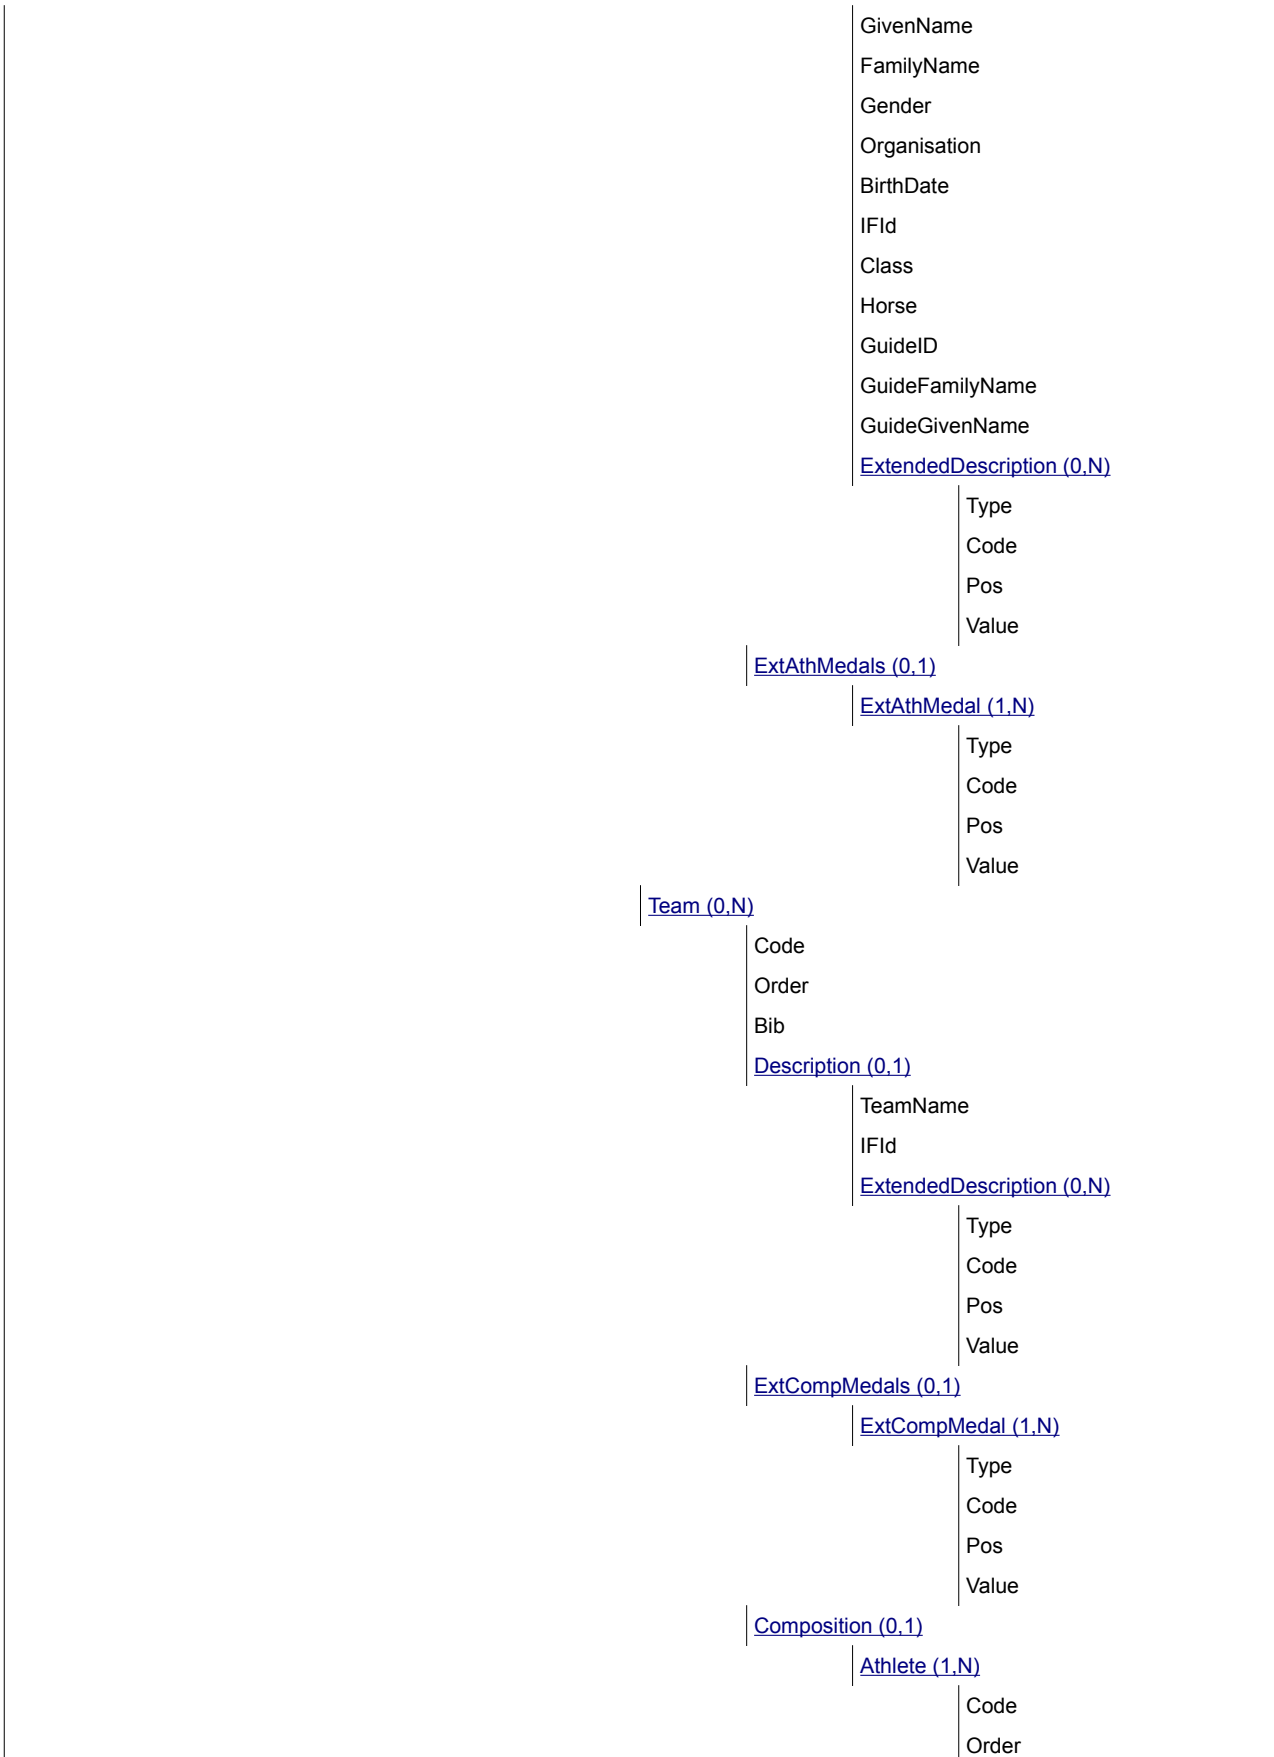 GivenName
FamilyName
Gender
Organisation
BirthDate
IFId
Class
Horse
GuideID
GuideFamilyName
GuideGivenName
ExtendedDescription (0,N)
Type
Code
Pos
Value
ExtAthMedals (0,1)
ExtAthMedal (1,N)
Type
Code
Pos
Value
Team (0,N)
Code
Order
Bib
Description (0,1)
TeamName
IFId
ExtendedDescription (0,N)
Type
Code
Pos
Value
ExtCompMedals (0,1)
ExtCompMedal (1,N)
Type
Code
Pos
Value
Composition (0,1)
Athlete (1,N)
Code
Order